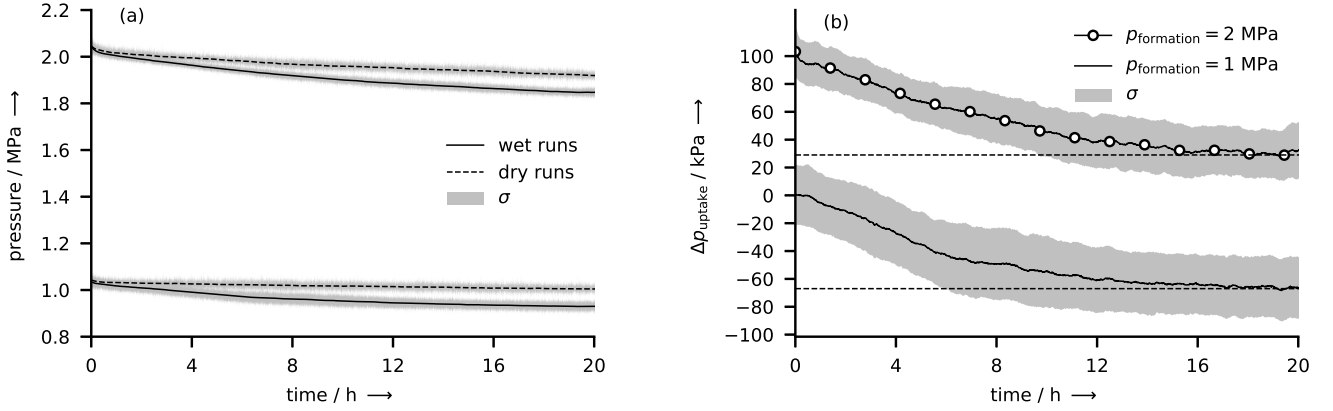 (a)
2.2
2.0
1.8
1.6
1.4
1.2
1.0
0.8
pressure / MPa ⟶
wet runs
dry runs
σ
0 4 8 12 16 20
time / h ⟶
(b)
p_formation = 2 MPa
p_formation = 1 MPa
σ
100
80
60
40
20
0
−20
−40
−60
−80
−100
Δp_uptake / kPa ⟶
0 4 8 12 16 20
time / h ⟶